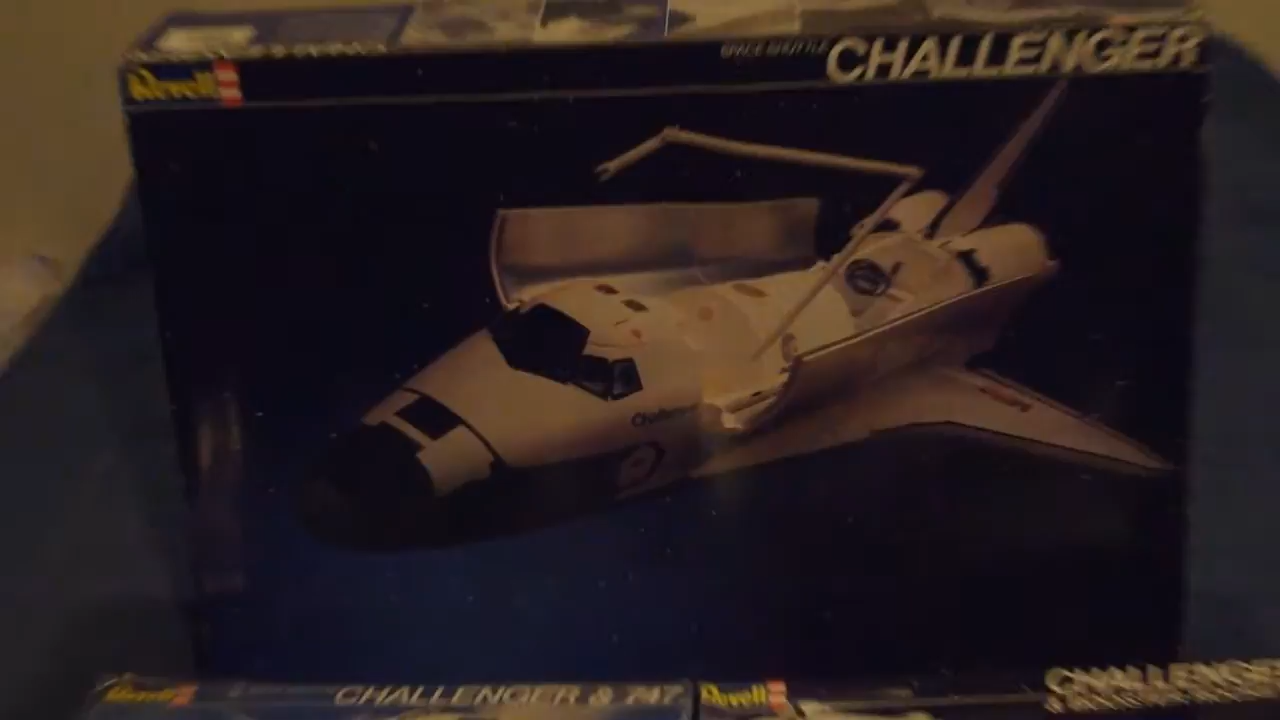 Revell
SPACE SHUTTLE CHALLENGER
Challenger
Revell
CHALLENGER & 747
Revell
CHALLENGER